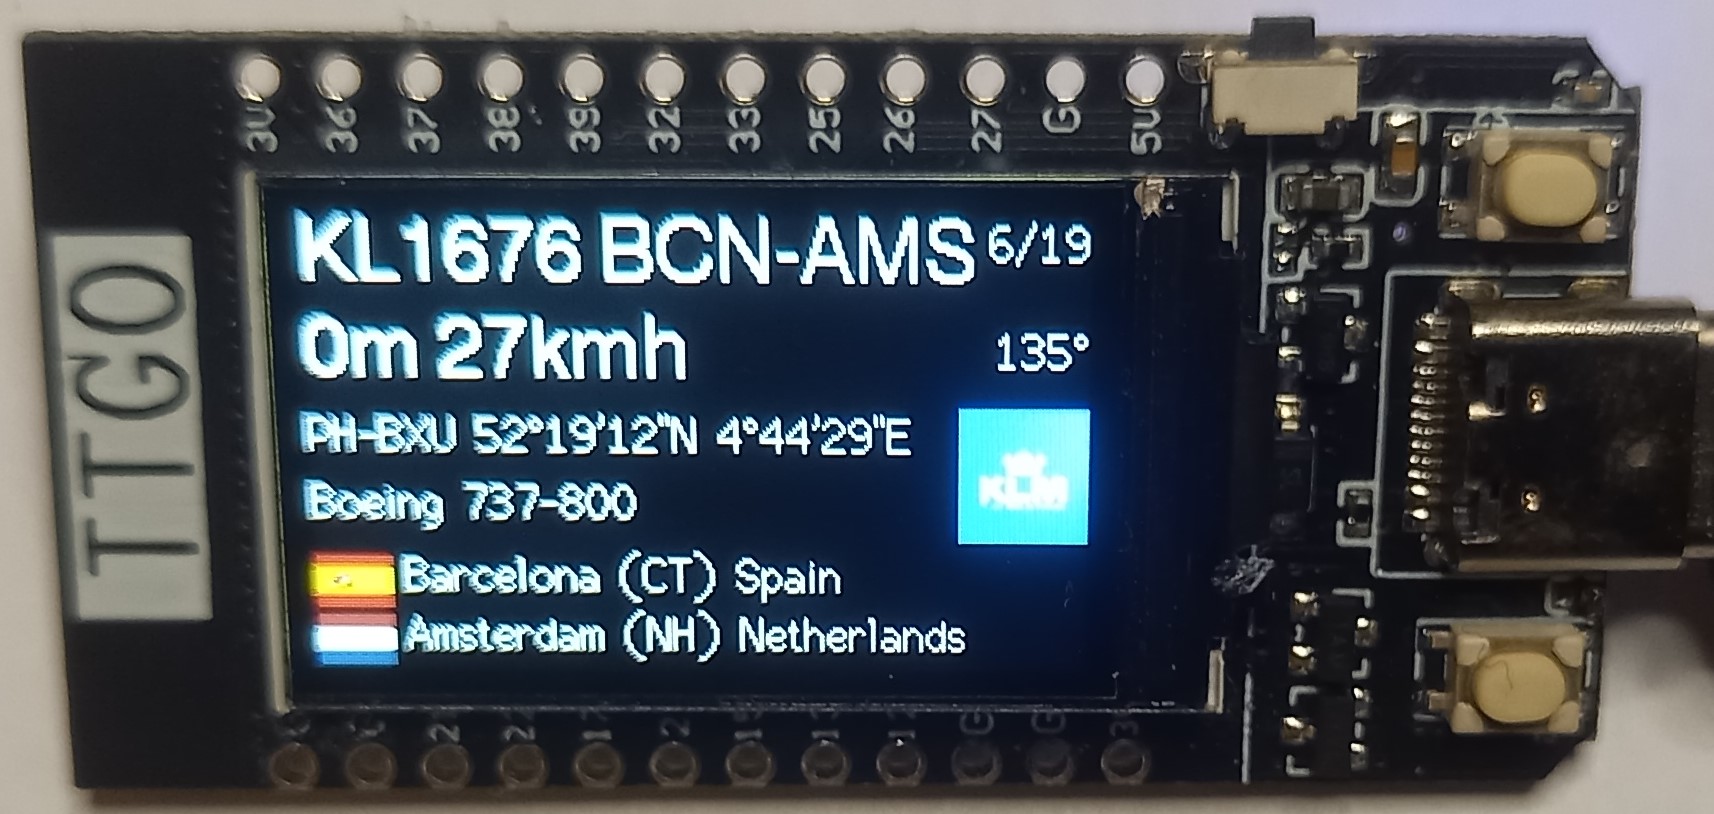 3V 36 37 38 39 32 33 25 26 27 G 5V
TTGO
KL1676 BCN-AMS 6/19
0m 27kmh 135°
PH-BXU 52°19'12"N 4°44'29"E
KLM
Boeing 737-800
Barcelona (CT) Spain
Amsterdam (NH) Netherlands
G G